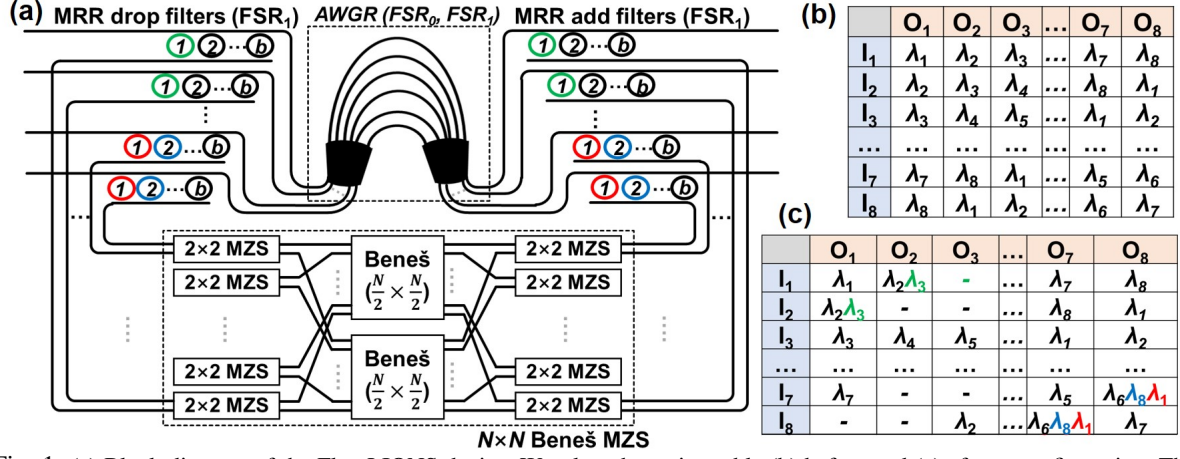 (a) MRR drop filters (FSR₁) AWGR (FSR₀, FSR₁) MRR add filters (FSR₁)
1 2 ... b 1 2 ... b
1 2 ... b 1 2 ... b
1 2 ... b 1 2 ... b
1 2 ... b 1 2 ... b
2×2 MZS Beneš (N/2 × N/2) 2×2 MZS
2×2 MZS 2×2 MZS
2×2 MZS Beneš (N/2 × N/2) 2×2 MZS
2×2 MZS 2×2 MZS
N×N Beneš MZS
(b)
O₁ O₂ O₃ ... O₇ O₈
I₁ λ₁ λ₂ λ₃ ... λ₇ λ₈
I₂ λ₂ λ₃ λ₄ ... λ₈ λ₁
I₃ λ₃ λ₄ λ₅ ... λ₁ λ₂
... ... ... ... ... ... ...
I₇ λ₇ λ₈ λ₁ ... λ₅ λ₆
I₈ λ₈ λ₁ λ₂ ... λ₆ λ₇
(c)
O₁ O₂ O₃ ... O₇ O₈
I₁ λ₁ λ₂λ₃ - ... λ₇ λ₈
I₂ λ₂λ₃ - - ... λ₈ λ₁
I₃ λ₃ λ₄ λ₅ ... λ₁ λ₂
... ... ... ... ... ... ...
I₇ λ₇ - - ... λ₅ λ₆λ₈λ₁
I₈ - - λ₂ ... λ₆λ₈λ₁ λ₇